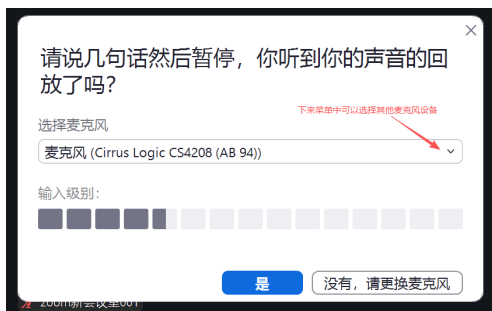 请说几句话然后暂停，你听到你的声音的回
放了吗？
下来菜单中可以选择其他麦克风设备
选择麦克风
麦克风 (Cirrus Logic CS4208 (AB 94))
输入级别：
是
没有，请更换麦克风
zoom新会议室001